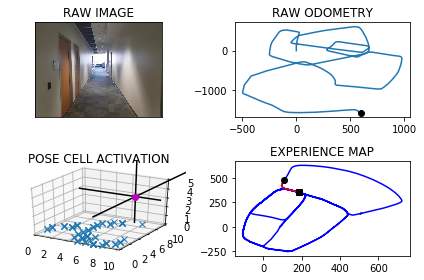 RAW IMAGE
RAW ODOMETRY
0
−1000
−500 0 500 1000
POSE CELL ACTIVATION
5
4
3
2
1
0
0 2 4 6 8 10
0 2 4 6 8 10
EXPERIENCE MAP
500
250
0
−250
0 200 400 600